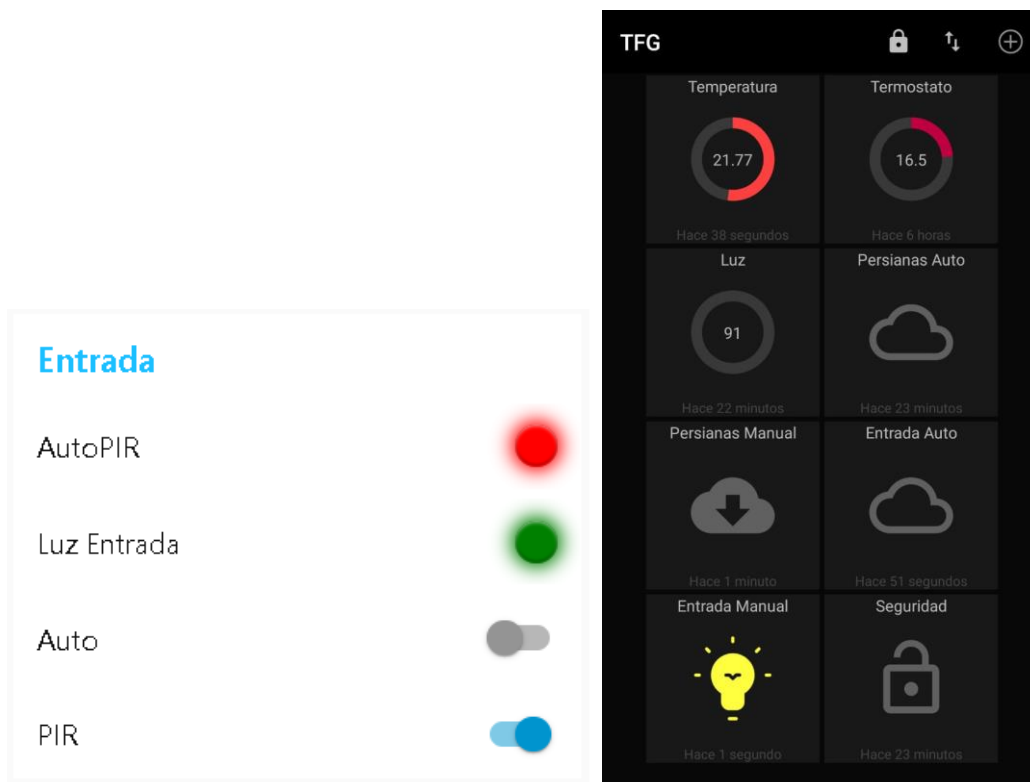 Entrada
AutoPIR
Luz Entrada
Auto
PIR
TFG
Temperatura
Termostato
21.77
16.5
Hace 38 segundos
Hace 6 horas
Luz
Persianas Auto
91
Hace 22 minutos
Hace 23 minutos
Persianas Manual
Entrada Auto
Hace 1 minuto
Hace 51 segundos
Entrada Manual
Seguridad
Hace 1 segundo
Hace 23 minutos